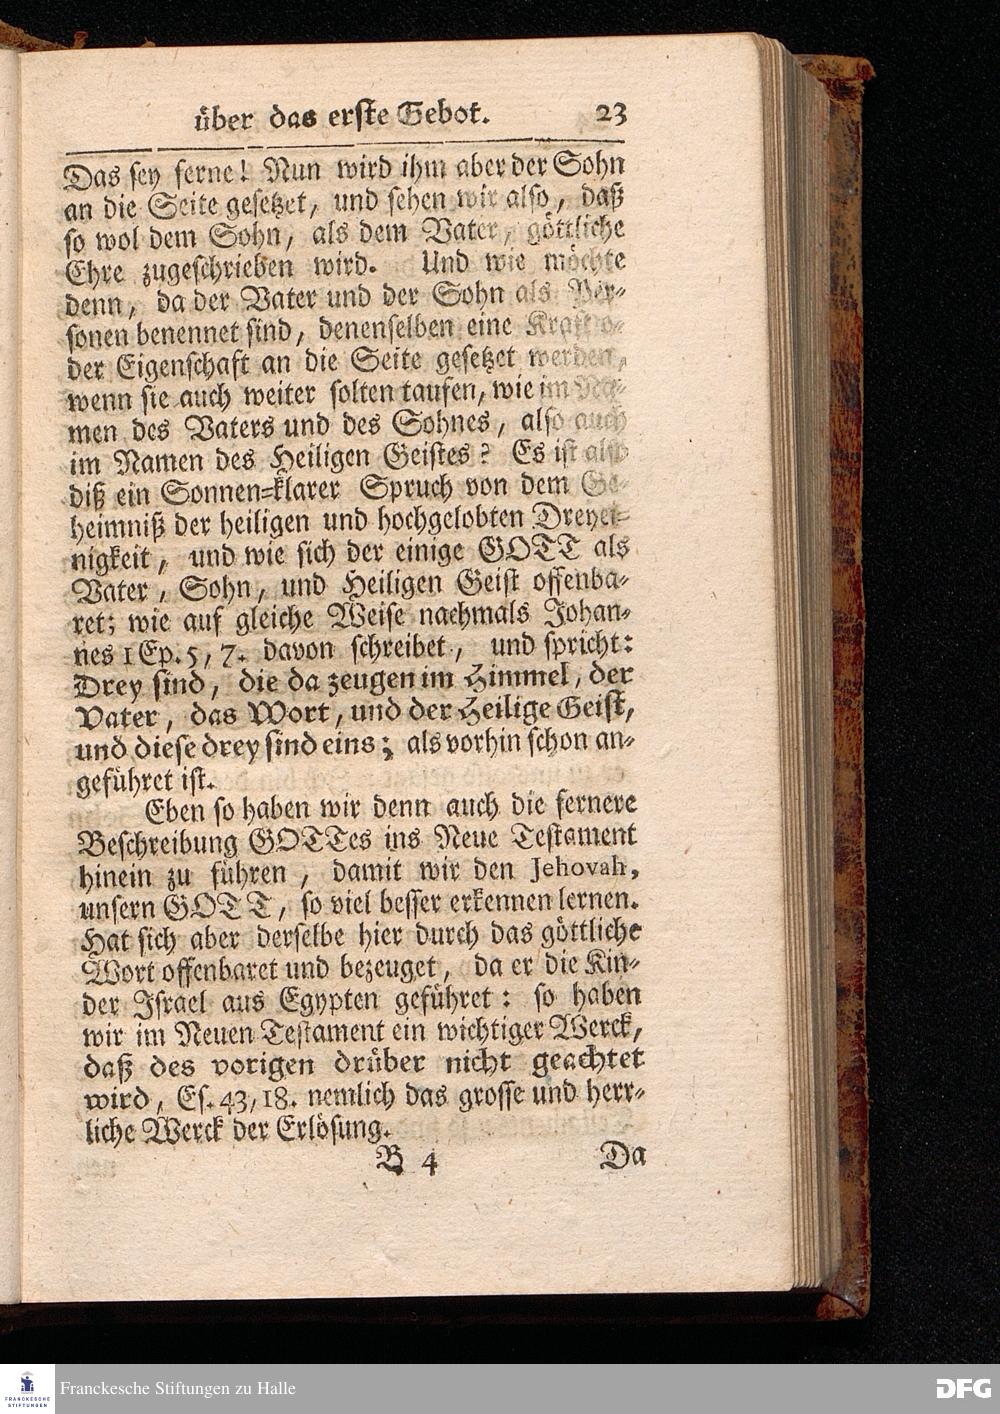 über das erste Gebot. 23
Das sey ferne! Nun wird ihm aber der Sohn
an die Seite gesetzet, und sehen wir also, daß
so wol dem Sohn, als dem Vater, göttliche
Ehre zugeschrieben wird. Und wie möchte
denn, da der Vater und der Sohn als Per-
sonen benennet sind, denenselben eine Kraft o-
der Eigenschaft an die Seite gesetzet werden,
wenn sie auch weiter solten taufen, wie im Na-
men des Vaters und des Sohnes, also auch
im Namen des Heiligen Geistes? Es ist also
diß ein Sonnen=klarer Spruch von dem Ge-
heimniß der heiligen und hochgelobten Dreyei-
nigkeit, und wie sich der einige GOTT als
Vater, Sohn, und Heiligen Geist offenba-
ret; wie auf gleiche Weise nachmals Johan-
nes 1 Ep. 5, 7. davon schreibet, und spricht:
Drey sind, die da zeugen im Himmel, der
Vater, das Wort, und der Heilige Geist,
und diese drey sind eins; als vorhin schon an-
geführet ist.
Eben so haben wir denn auch die fernere
Beschreibung GOTTes ins Neue Testament
hinein zu führen, damit wir den Jehovah,
unsern GOTT, so viel besser erkennen lernen.
Hat sich aber derselbe hier durch das göttliche
Wort offenbaret und bezeuget, da er die Kin-
der Israel aus Egypten geführet: so haben
wir im Neuen Testament ein wichtiger Werck,
daß des vorigen drüber nicht geachtet
wird, Es. 43, 18. nemlich das grosse und herr-
liche Werck der Erlösung.
B 4 Da
FRANCKESCHE
STIFTUNGEN
Franckesche Stiftungen zu Halle
DFG